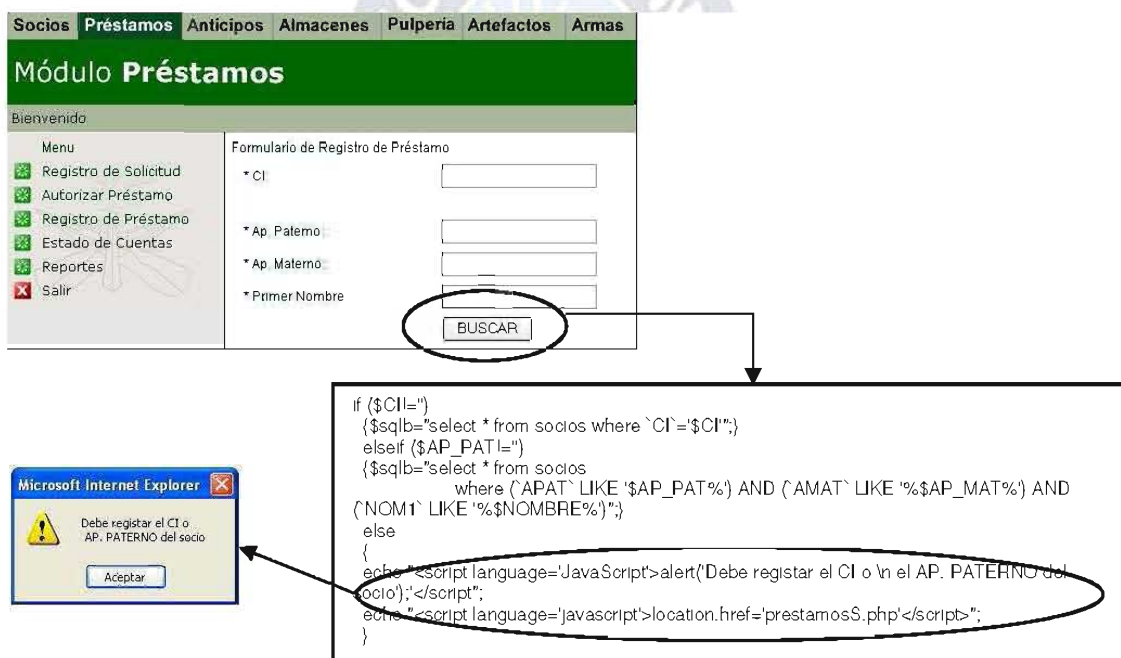 Socios Préstamos Anticipos Almacenes Pulpería Artefactos Armas
Módulo Préstamos
Bienvenido
Menu
Registro de Solicitud
Autorizar Préstamo
Registro de Préstamo
Estado de Cuentas
Reportes
Salir
Formulario de Registro de Préstamo
* CI:
* Ap. Paterno:
* Ap. Materno:
* Primer Nombre
BUSCAR
if ($CI!='')
{$sqlb="select * from socios where `CI`='$CI'";}
elseif ($AP_PAT!='')
{$sqlb="select * from socios
where (`APAT` LIKE '$AP_PAT%') AND (`AMAT` LIKE '%$AP_MAT%') AND
(`NOM1` LIKE '%$NOMBRE%')";}
else
{
echo "<script language='JavaScript'>alert('Debe registar el CI o \n el AP. PATERNO del
socio');'</script";
echo "<script language='javascript'>location.href='prestamosS.php'</script>";
}
Microsoft Internet Explorer
Debe registar el CI o
AP. PATERNO del socio
Aceptar